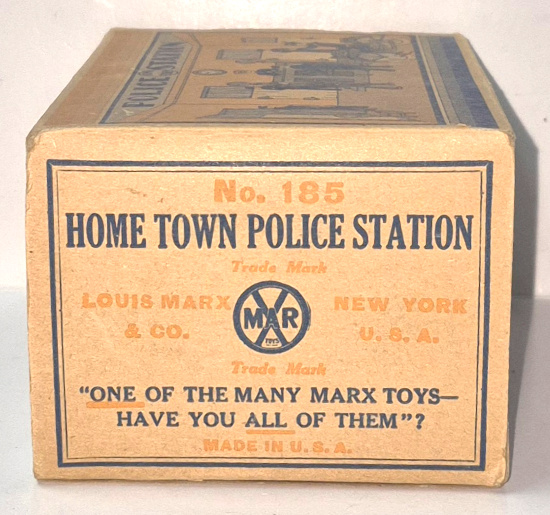 POLICE STATION
No. 185
HOME TOWN POLICE STATION
Trade Mark
LOUIS MARX
& CO.
MAR
TOYS
NEW YORK
U. S. A.
Trade Mark
"ONE OF THE MANY MARX TOYS—
HAVE YOU ALL OF THEM"?
MADE IN U. S. A.